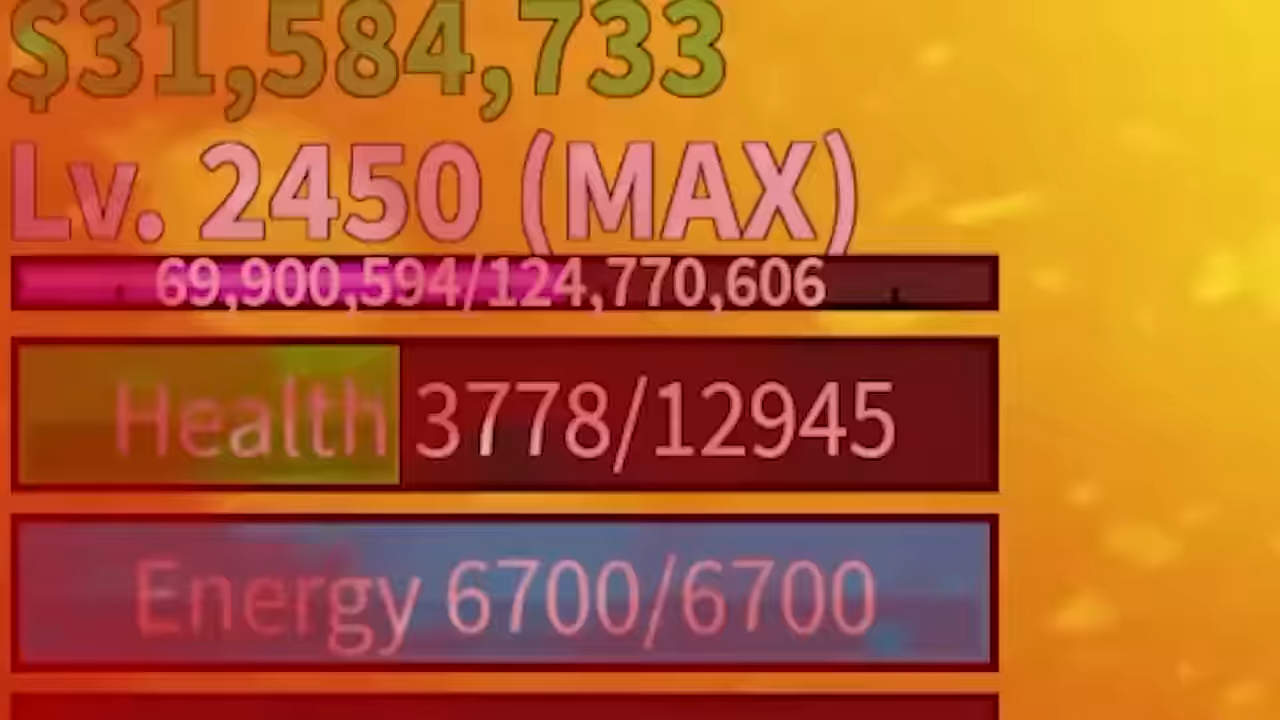 $31,584,733
Lv. 2450 (MAX)
69,900,594/124,770,606
Health 3778/12945
Energy 6700/6700